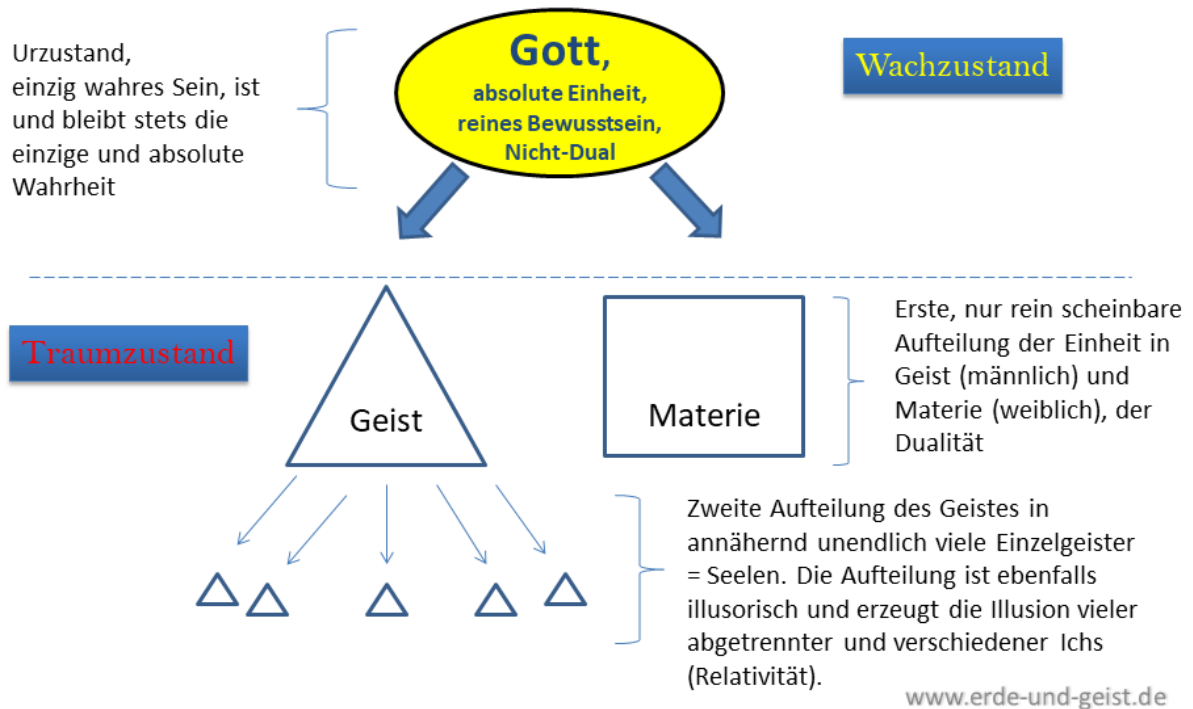 Urzustand,
einzig wahres Sein, ist
und bleibt stets die
einzige und absolute
Wahrheit
Gott,
absolute Einheit,
reines Bewusstsein,
Nicht-Dual
Wachzustand
Traumzustand
Geist
Materie
Erste, nur rein scheinbare
Aufteilung der Einheit in
Geist (männlich) und
Materie (weiblich), der
Dualität
Zweite Aufteilung des Geistes in
annähernd unendlich viele Einzelgeister
= Seelen. Die Aufteilung ist ebenfalls
illusorisch und erzeugt die Illusion vieler
abgetrennter und verschiedener Ichs
(Relativität).
www.erde-und-geist.de